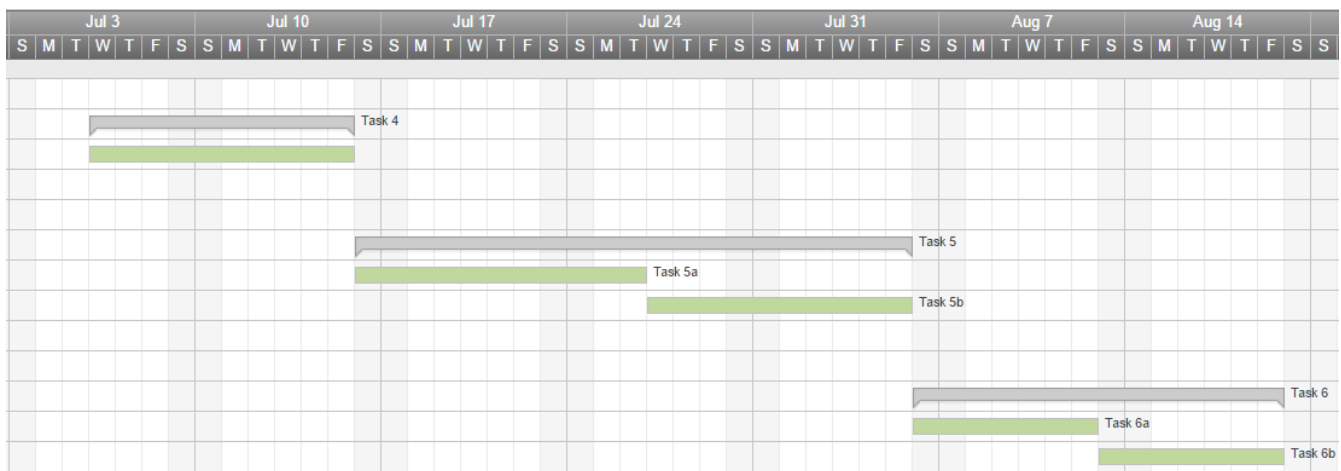 Jul 3 Jul 10 Jul 17 Jul 24 Jul 31 Aug 7 Aug 14
S M T W T F S S M T W T F S S M T W T F S S M T W T F S S M T W T F S S M T W T F S S M T W T F S S
Task 4
Task 5
Task 5a
Task 5b
Task 6
Task 6a
Task 6b